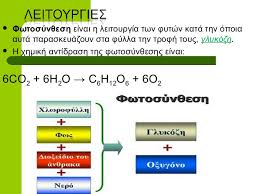 ΛΕΙΤΟΥΡΓΙΕΣ
Φωτοσύνθεση είναι η λειτουργία των φυτών κατά την όποια
αυτά παρασκευάζουν στα φύλλα την τροφή τους, γλυκόζη.
Η χημική αντίδραση της φωτοσύνθεσης είναι:
6CO2 + 6H2O → C6H12O6 + 6O2
Φωτοσύνθεση
Χλωροφύλλη
+
Φως
+
Διοξείδιο του
άνθρακα
+
Νερό
Γλυκόζη
+
Οξυγόνο